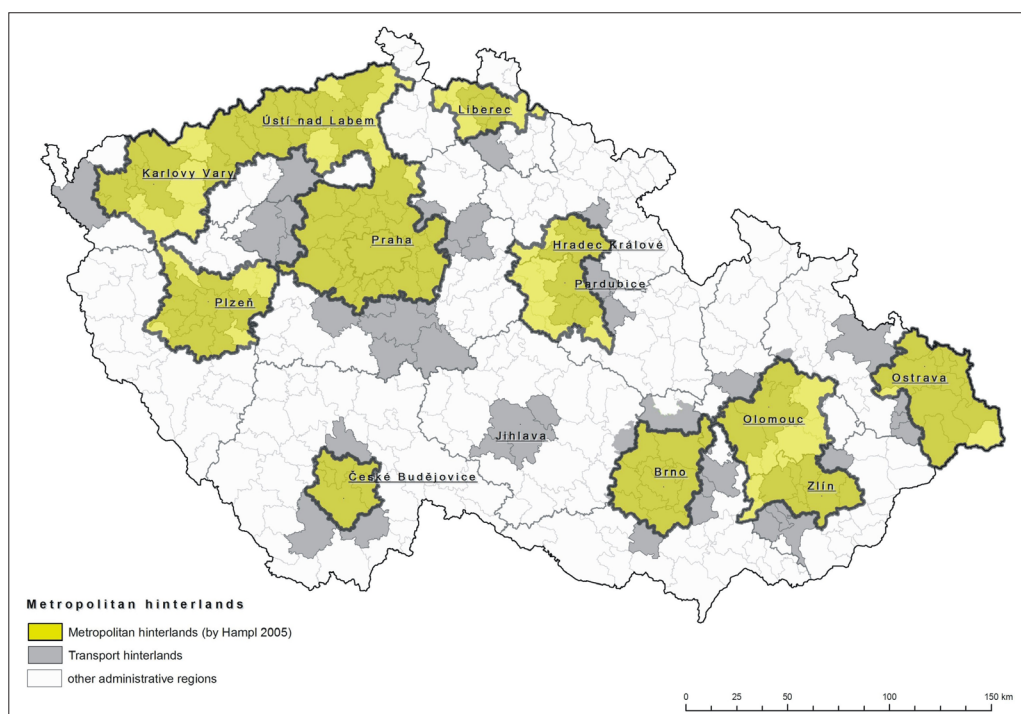 Liberec
Ústí nad Labem
Karlovy Vary
Praha
Hradec Králové
Pardubice
Plzeň
Ostrava
Olomouc
Jihlava
Brno
České Budějovice
Zlín
Metropolitan hinterlands
Metropolitan hinterlands (by Hampl 2005)
Transport hinterlands
other administrative regions
0 25 50 100 150 km